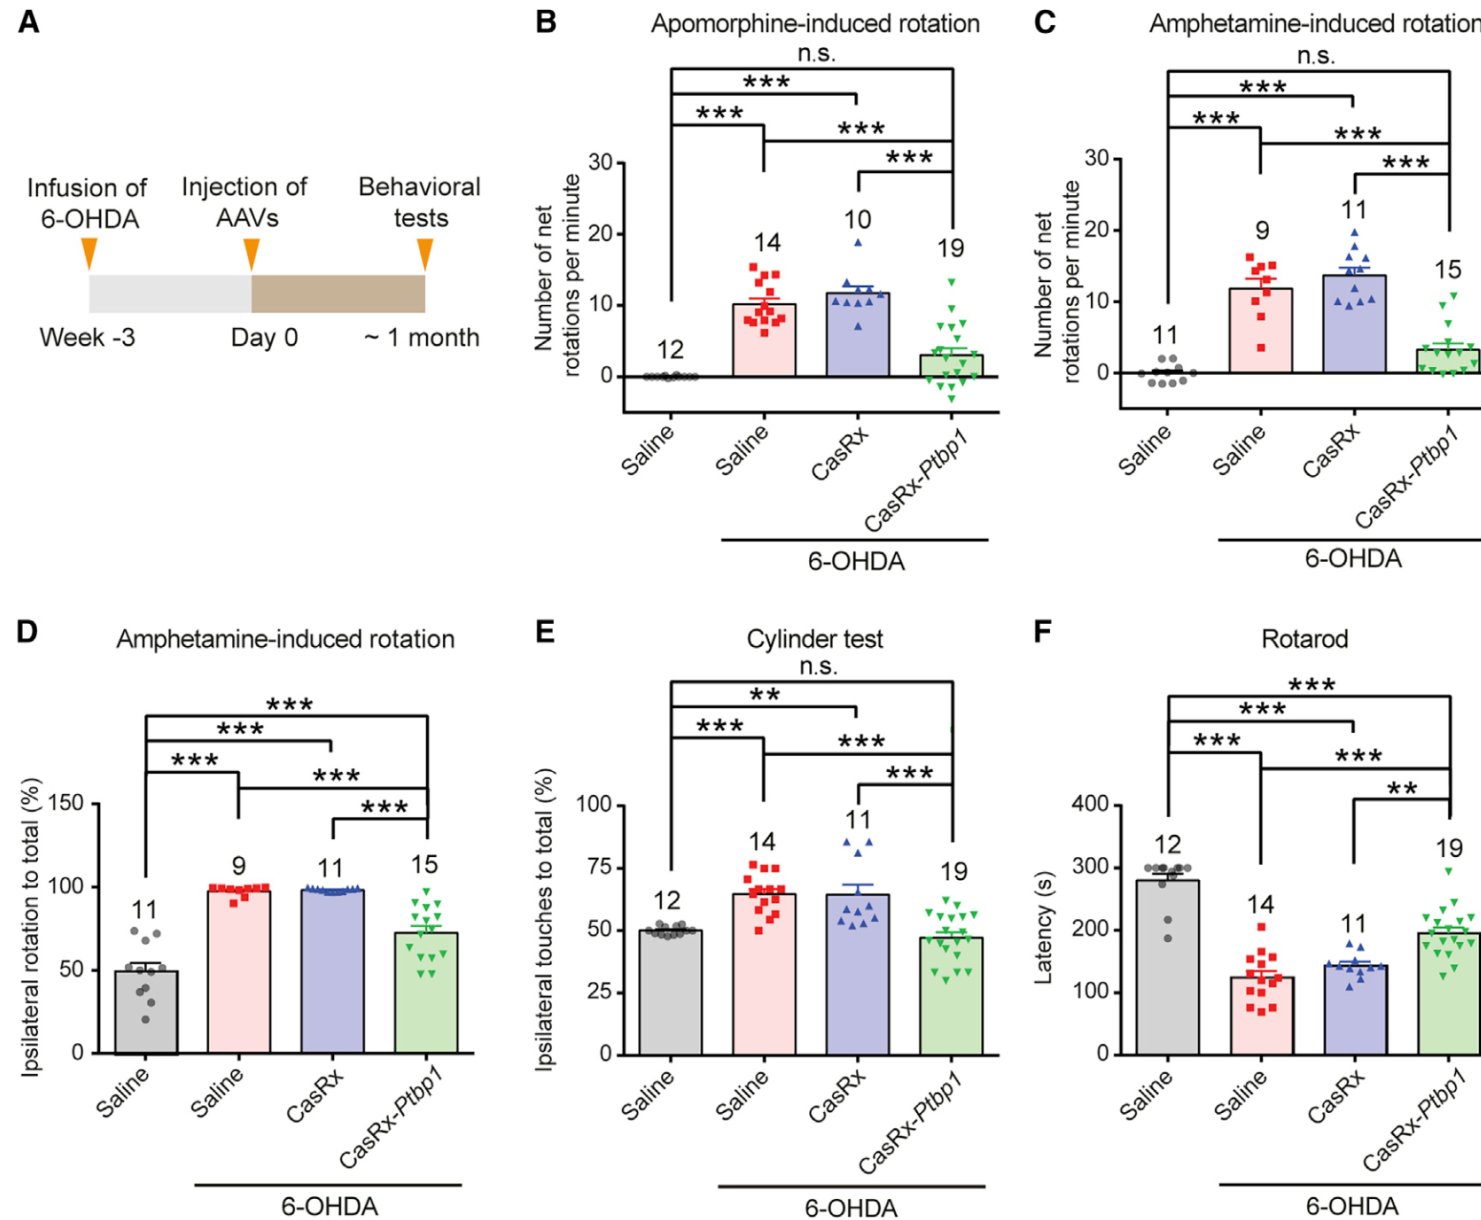 A
Infusion of
6-OHDA
Injection of
AAVs
Behavioral
tests
Week -3
Day 0
~ 1 month
B
Apomorphine-induced rotation
n.s.
***
***
***
***
Number of net
rotations per minute
30
20
10
0
12
14
10
19
Saline
Saline
CasRx
CasRx-Ptbp1
6-OHDA
C
Amphetamine-induced rotation
n.s.
***
***
***
***
Number of net
rotations per minute
30
20
10
0
11
9
11
15
Saline
Saline
CasRx
CasRx-Ptbp1
6-OHDA
D
Amphetamine-induced rotation
***
***
***
***
***
Ipsilateral rotation to total (%)
150
100
50
0
11
9
11
15
Saline
Saline
CasRx
CasRx-Ptbp1
6-OHDA
E
Cylinder test
n.s.
**
***
***
***
Ipsilateral touches to total (%)
100
75
50
25
0
12
14
11
19
Saline
Saline
CasRx
CasRx-Ptbp1
6-OHDA
F
Rotarod
***
***
***
***
**
Latency (s)
400
300
200
100
0
12
14
11
19
Saline
Saline
CasRx
CasRx-Ptbp1
6-OHDA